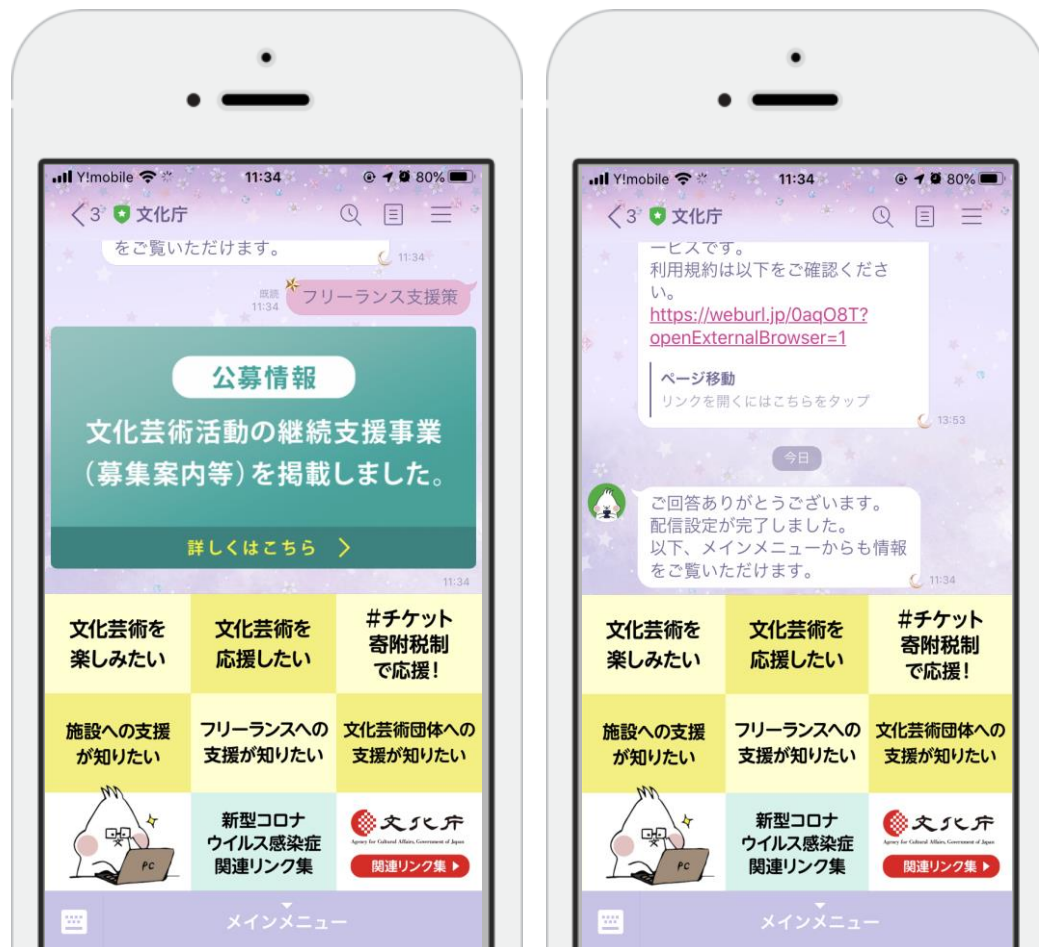 Y!mobile 11:34 80%
3 文化庁
をご覧いただけます。
11:34
既読
11:34
フリーランス支援策
公募情報
文化芸術活動の継続支援事業
(募集案内等)を掲載しました。
詳しくはこちら
11:34
文化芸術を
楽しみたい
文化芸術を
応援したい
#チケット
寄附税制
で応援!
施設への支援
が知りたい
フリーランスへの
支援が知りたい
文化芸術団体への
支援が知りたい
PC
新型コロナ
ウイルス感染症
関連リンク集
文化庁
Agency for Cultural Affairs, Government of Japan
関連リンク集
メインメニュー
Y!mobile 11:34 80%
3 文化庁
ービスです。
利用規約は以下をご確認くださ
い。
https://weburl.jp/0aqO8T?
openExternalBrowser=1
ページ移動
リンクを開くにはこちらをタップ
13:53
今日
ご回答ありがとうございます。
配信設定が完了しました。
以下、メインメニューからも情報
をご覧いただけます。
11:34
文化芸術を
楽しみたい
文化芸術を
応援したい
#チケット
寄附税制
で応援!
施設への支援
が知りたい
フリーランスへの
支援が知りたい
文化芸術団体への
支援が知りたい
PC
新型コロナ
ウイルス感染症
関連リンク集
文化庁
Agency for Cultural Affairs, Government of Japan
関連リンク集
メインメニュー